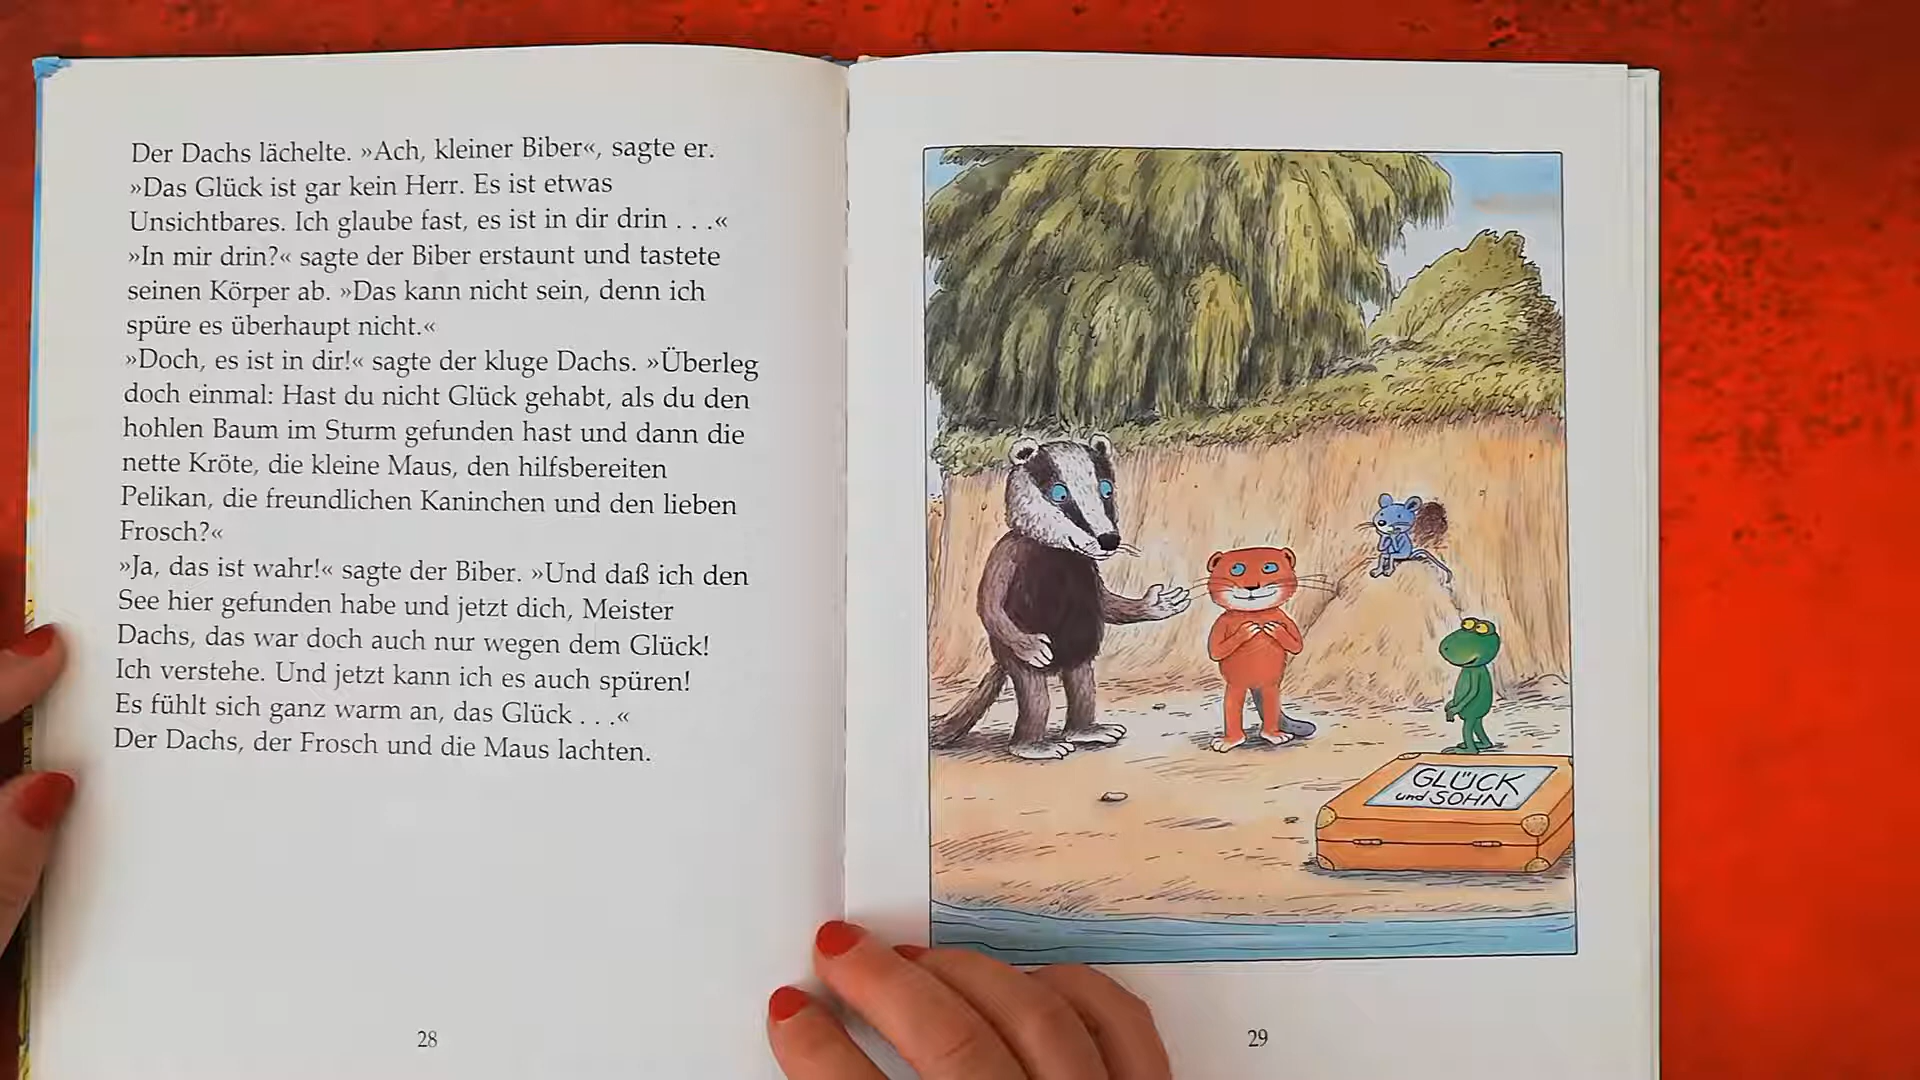 Der Dachs lächelte. »Ach, kleiner Biber«, sagte er.
»Das Glück ist gar kein Herr. Es ist etwas
Unsichtbares. Ich glaube fast, es ist in dir drin . . .«
»In mir drin?« sagte der Biber erstaunt und tastete
seinen Körper ab. »Das kann nicht sein, denn ich
spüre es überhaupt nicht.«
»Doch, es ist in dir!« sagte der kluge Dachs. »Überleg
doch einmal: Hast du nicht Glück gehabt, als du den
hohlen Baum im Sturm gefunden hast und dann die
nette Kröte, die kleine Maus, den hilfsbereiten
Pelikan, die freundlichen Kaninchen und den lieben
Frosch?«
»Ja, das ist wahr!« sagte der Biber. »Und daß ich den
See hier gefunden habe und jetzt dich, Meister
Dachs, das war doch auch nur wegen dem Glück!
Ich verstehe. Und jetzt kann ich es auch spüren!
Es fühlt sich ganz warm an, das Glück . . .«
Der Dachs, der Frosch und die Maus lachten.
28
GLÜCK
und SOHN
29